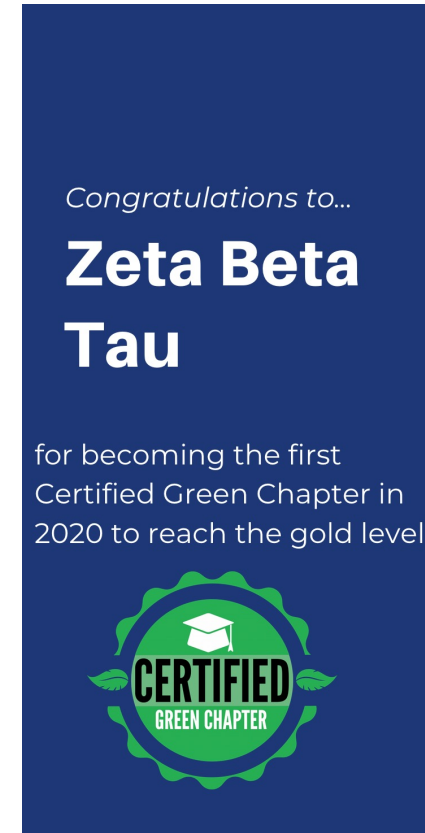 Congratulations to...
Zeta Beta
Tau
for becoming the first
Certified Green Chapter in
2020 to reach the gold level
CERTIFIED
GREEN CHAPTER